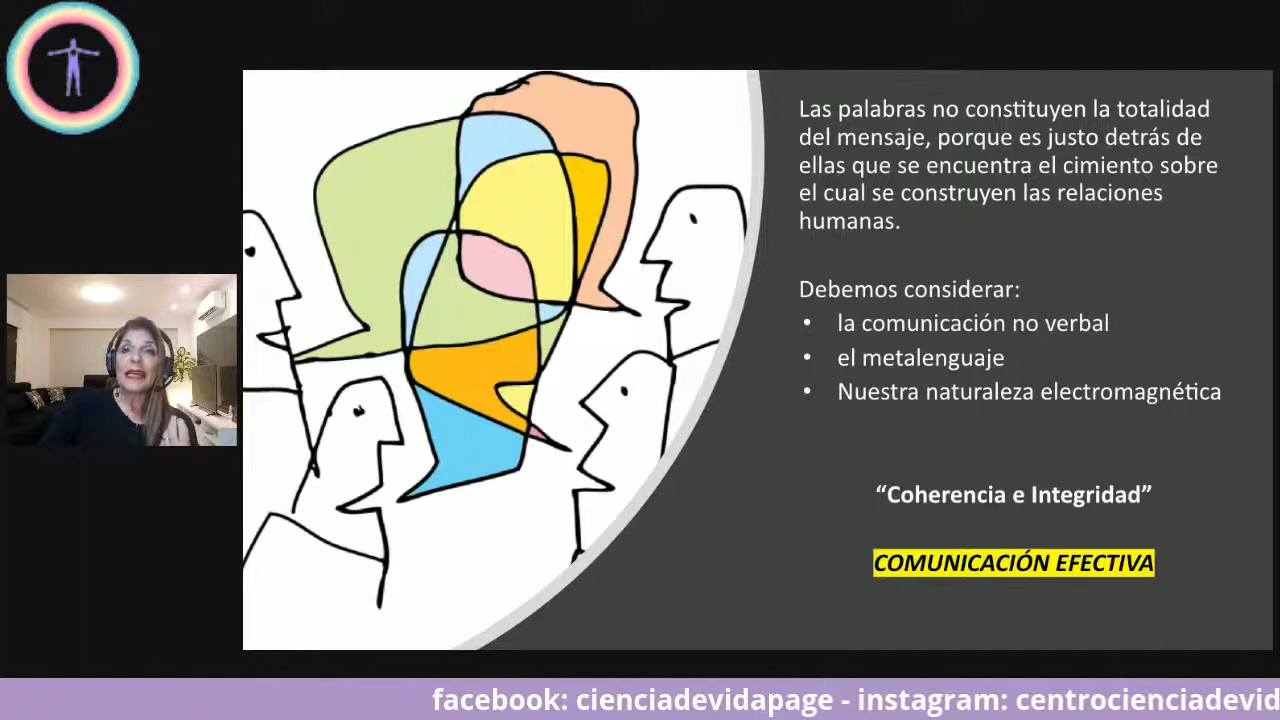 Las palabras no constituyen la totalidad
del mensaje, porque es justo detrás de
ellas que se encuentra el cimiento sobre
el cual se construyen las relaciones
humanas.
Debemos considerar:
• la comunicación no verbal
• el metalenguaje
• Nuestra naturaleza electromagnética
“Coherencia e Integridad”
COMUNICACIÓN EFECTIVA
facebook: cienciadevidapage - instagram: centrocienciadevid